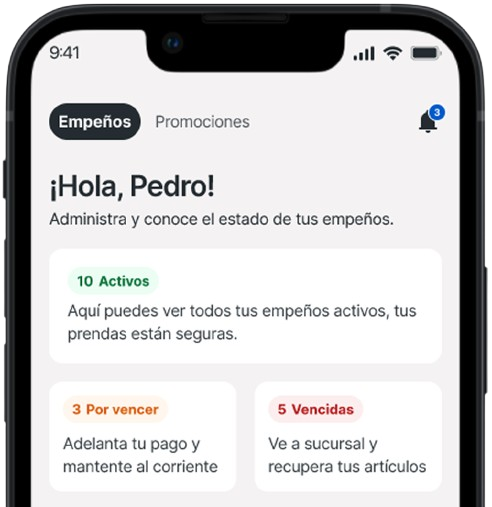 9:41
Empeños Promociones
3
¡Hola, Pedro!
Administra y conoce el estado de tus empeños.
10 Activos
Aquí puedes ver todos tus empeños activos, tus
prendas están seguras.
3 Por vencer
Adelanta tu pago y
mantente al corriente
5 Vencidas
Ve a sucursal y
recupera tus artículos